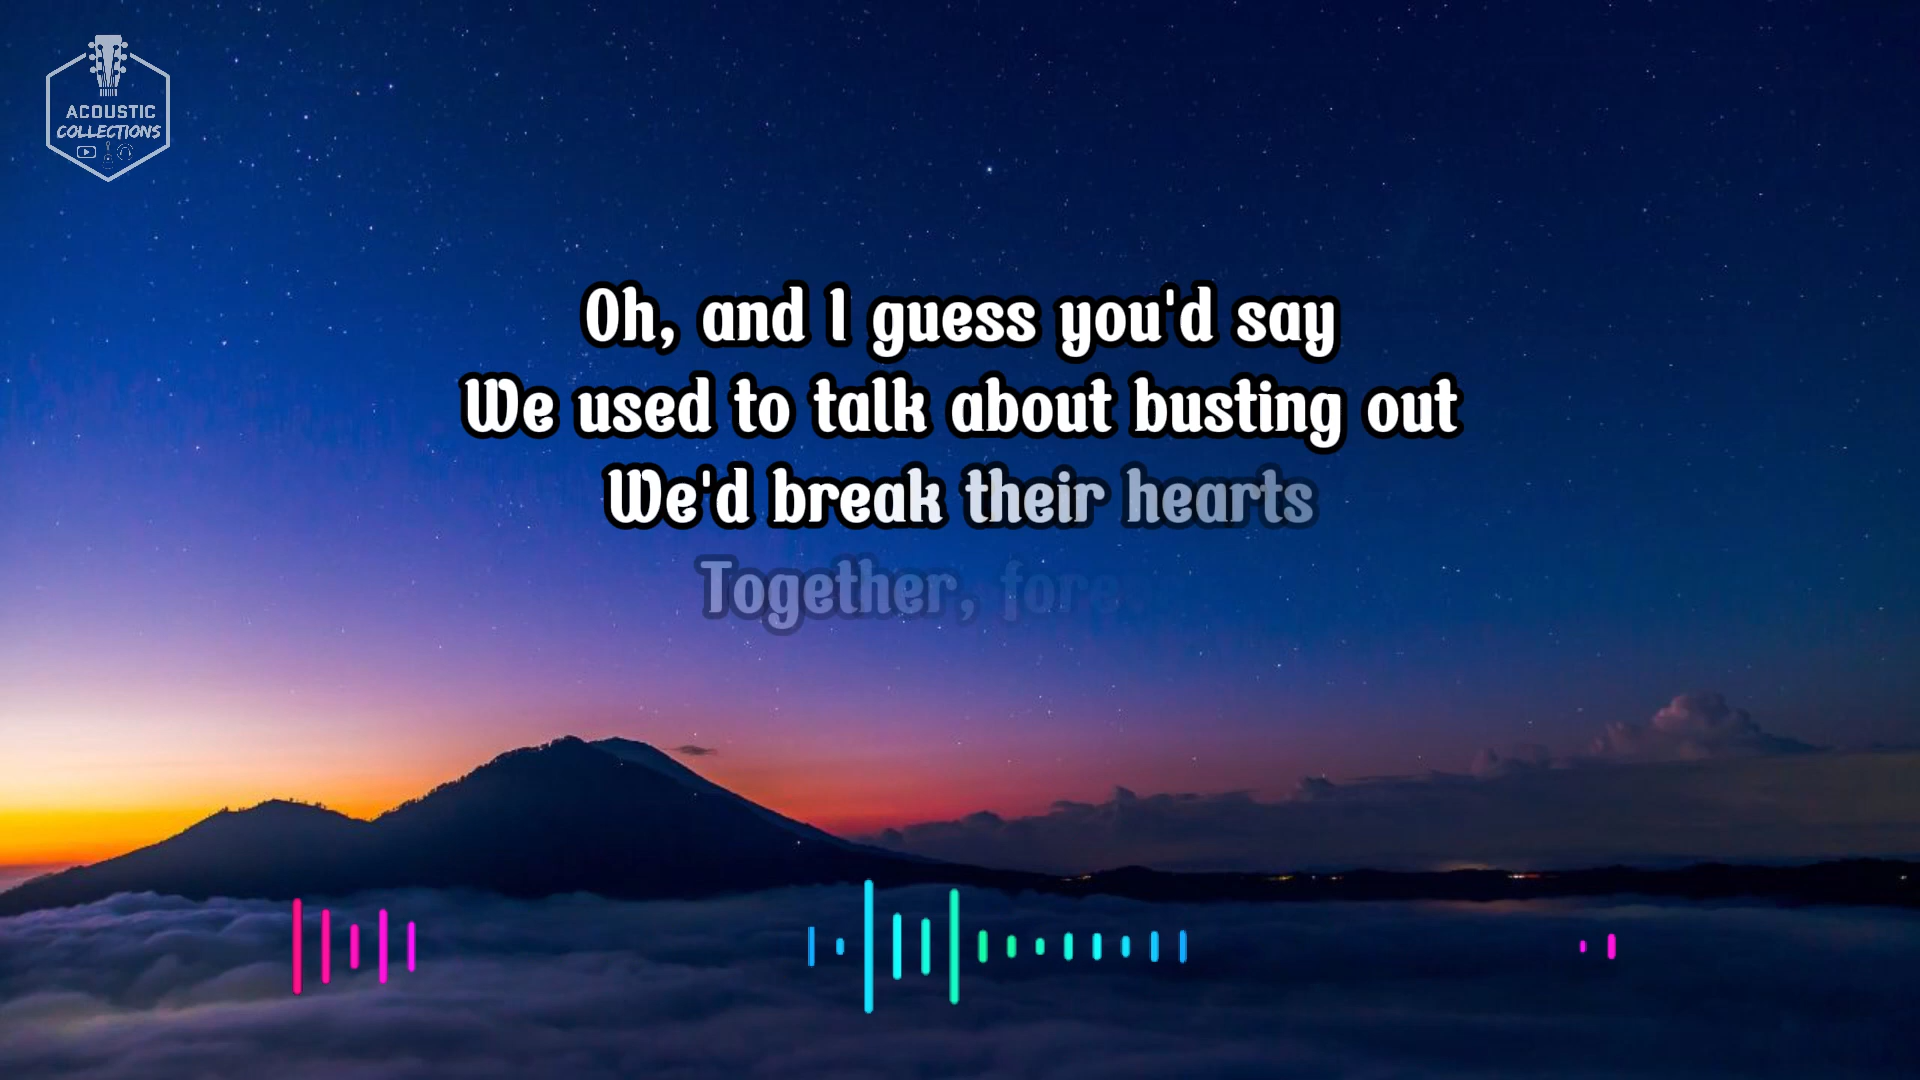 ACOUSTIC
COLLECTIONS
Oh, and I guess you'd say
We used to talk about busting out
We'd break their hearts
Together,